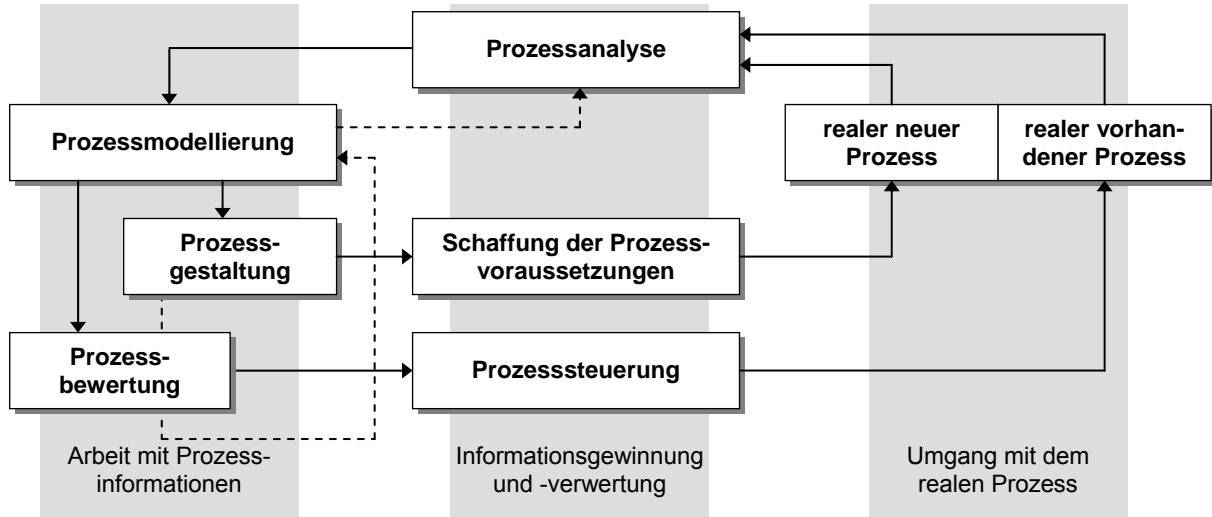 Prozessanalyse
Prozessmodellierung
realer neuer
Prozess
realer vorhan-
dener Prozess
Prozess-
gestaltung
Schaffung der Prozess-
voraussetzungen
Prozess-
bewertung
Prozesssteuerung
Arbeit mit Prozess-
informationen
Informationsgewinnung
und -verwertung
Umgang mit dem
realen Prozess